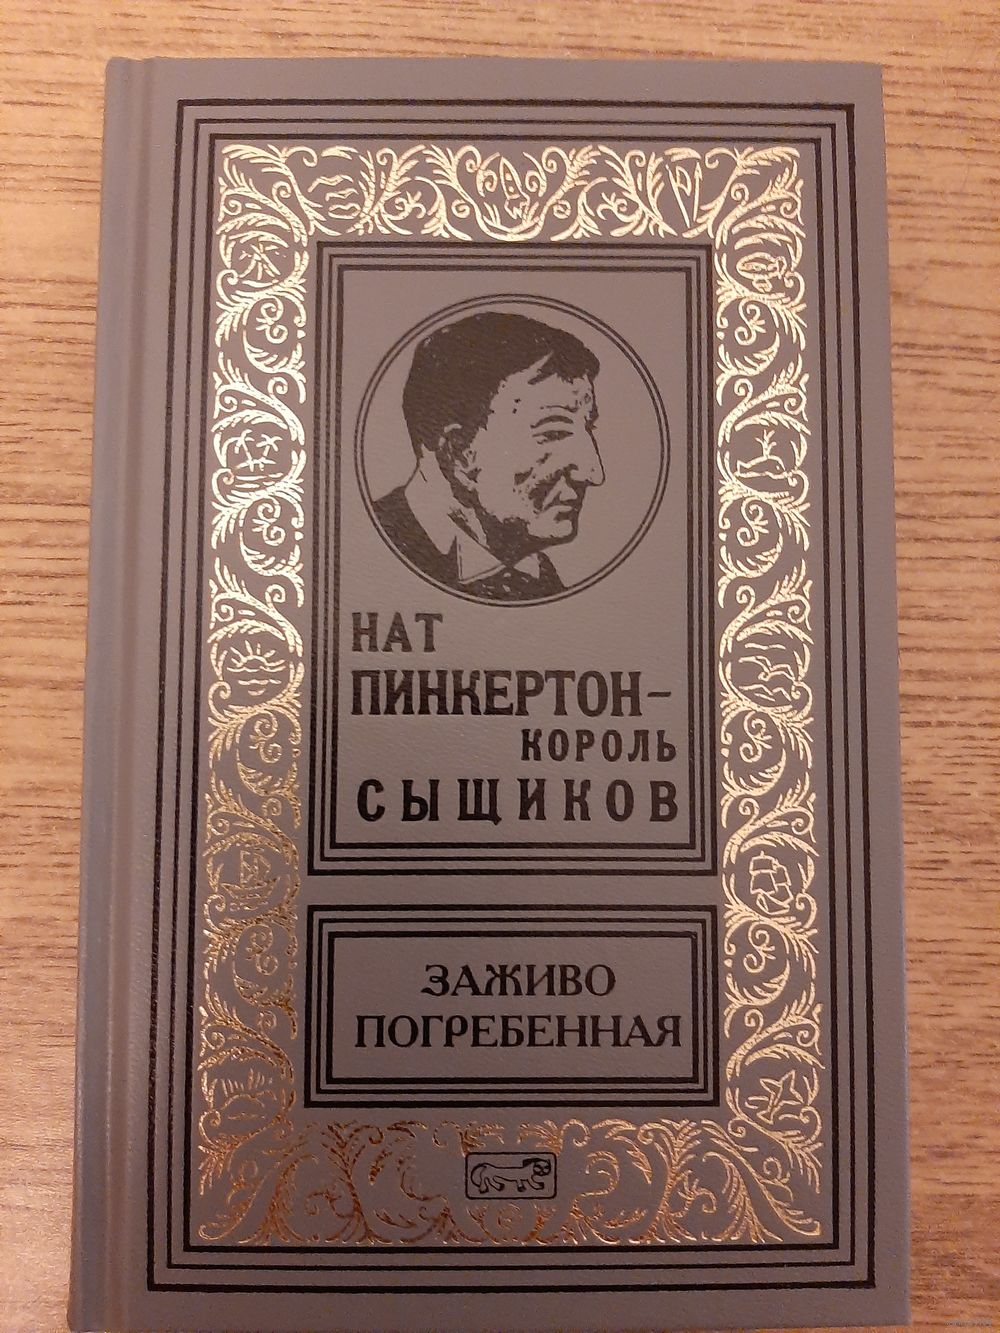 НАТ
ПИНКЕРТОН–
КОРОЛЬ
СЫЩИКОВ
ЗАЖИВО
ПОГРЕБЕННАЯ